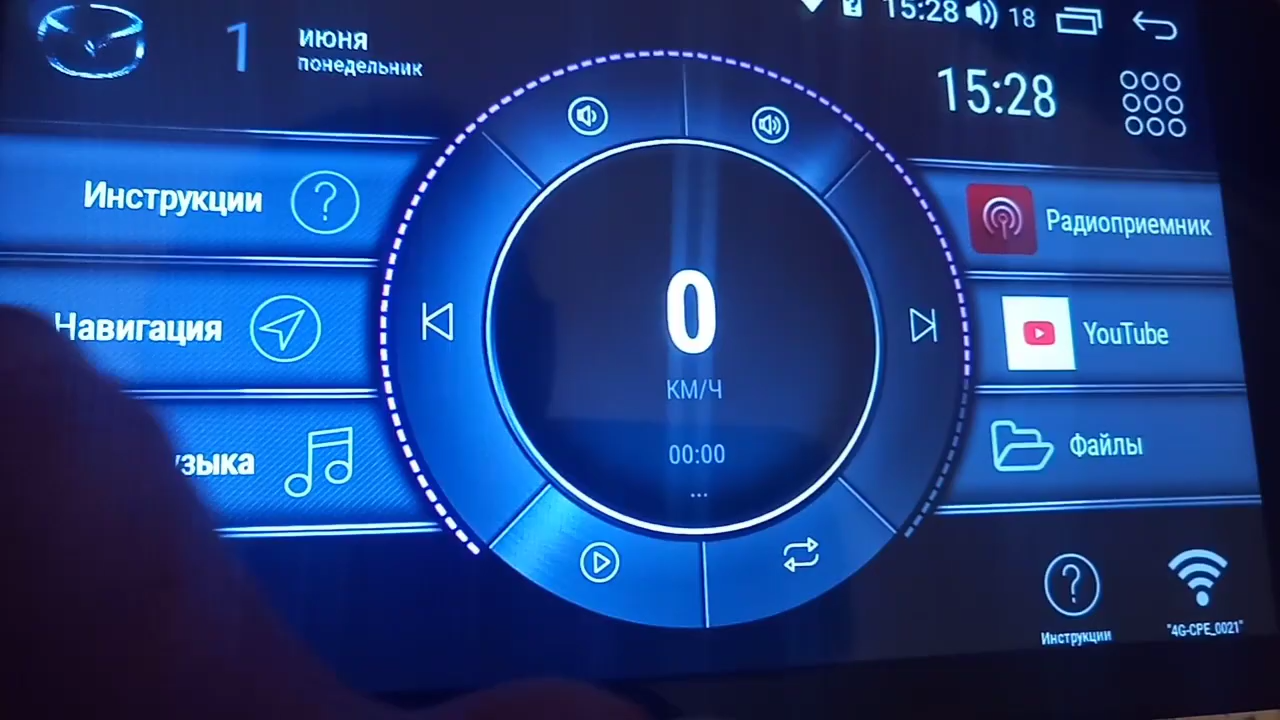 15:28 18
1 ИЮНЯ
понедельник
15:28
Инструкции
Радиоприемник
Навигация
YouTube
узыка
Файлы
0
КМ/Ч
00:00
...
Инструкции
"4G-CPE_0021"